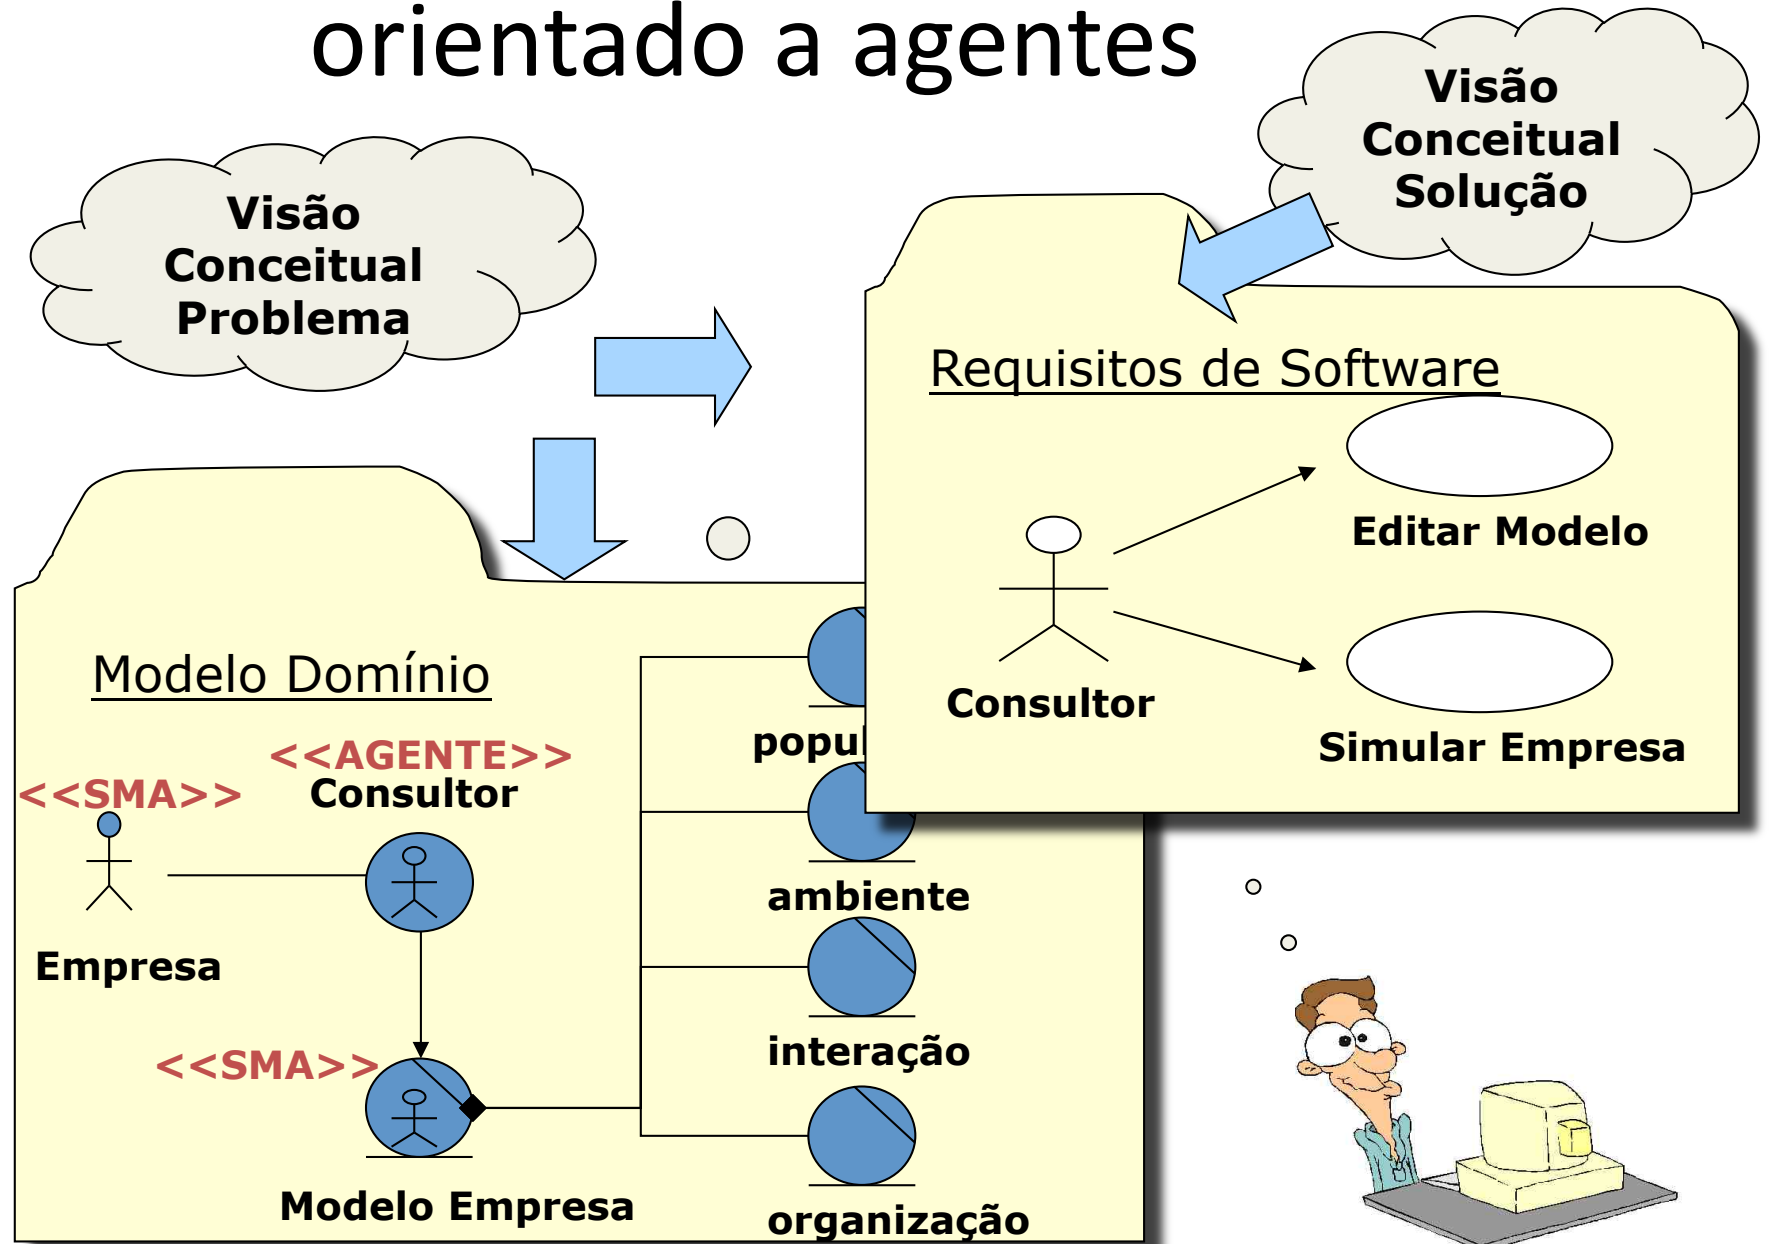 orientado a agentes
Visão
Conceitual
Solução
Visão
Conceitual
Problema
Requisitos de Software
Editar Modelo
Consultor
Simular Empresa
Modelo Domínio
<<AGENTE>>
<<SMA>>
Consultor
Empresa
<<SMA>>
Modelo Empresa
ambiente
interação
organização